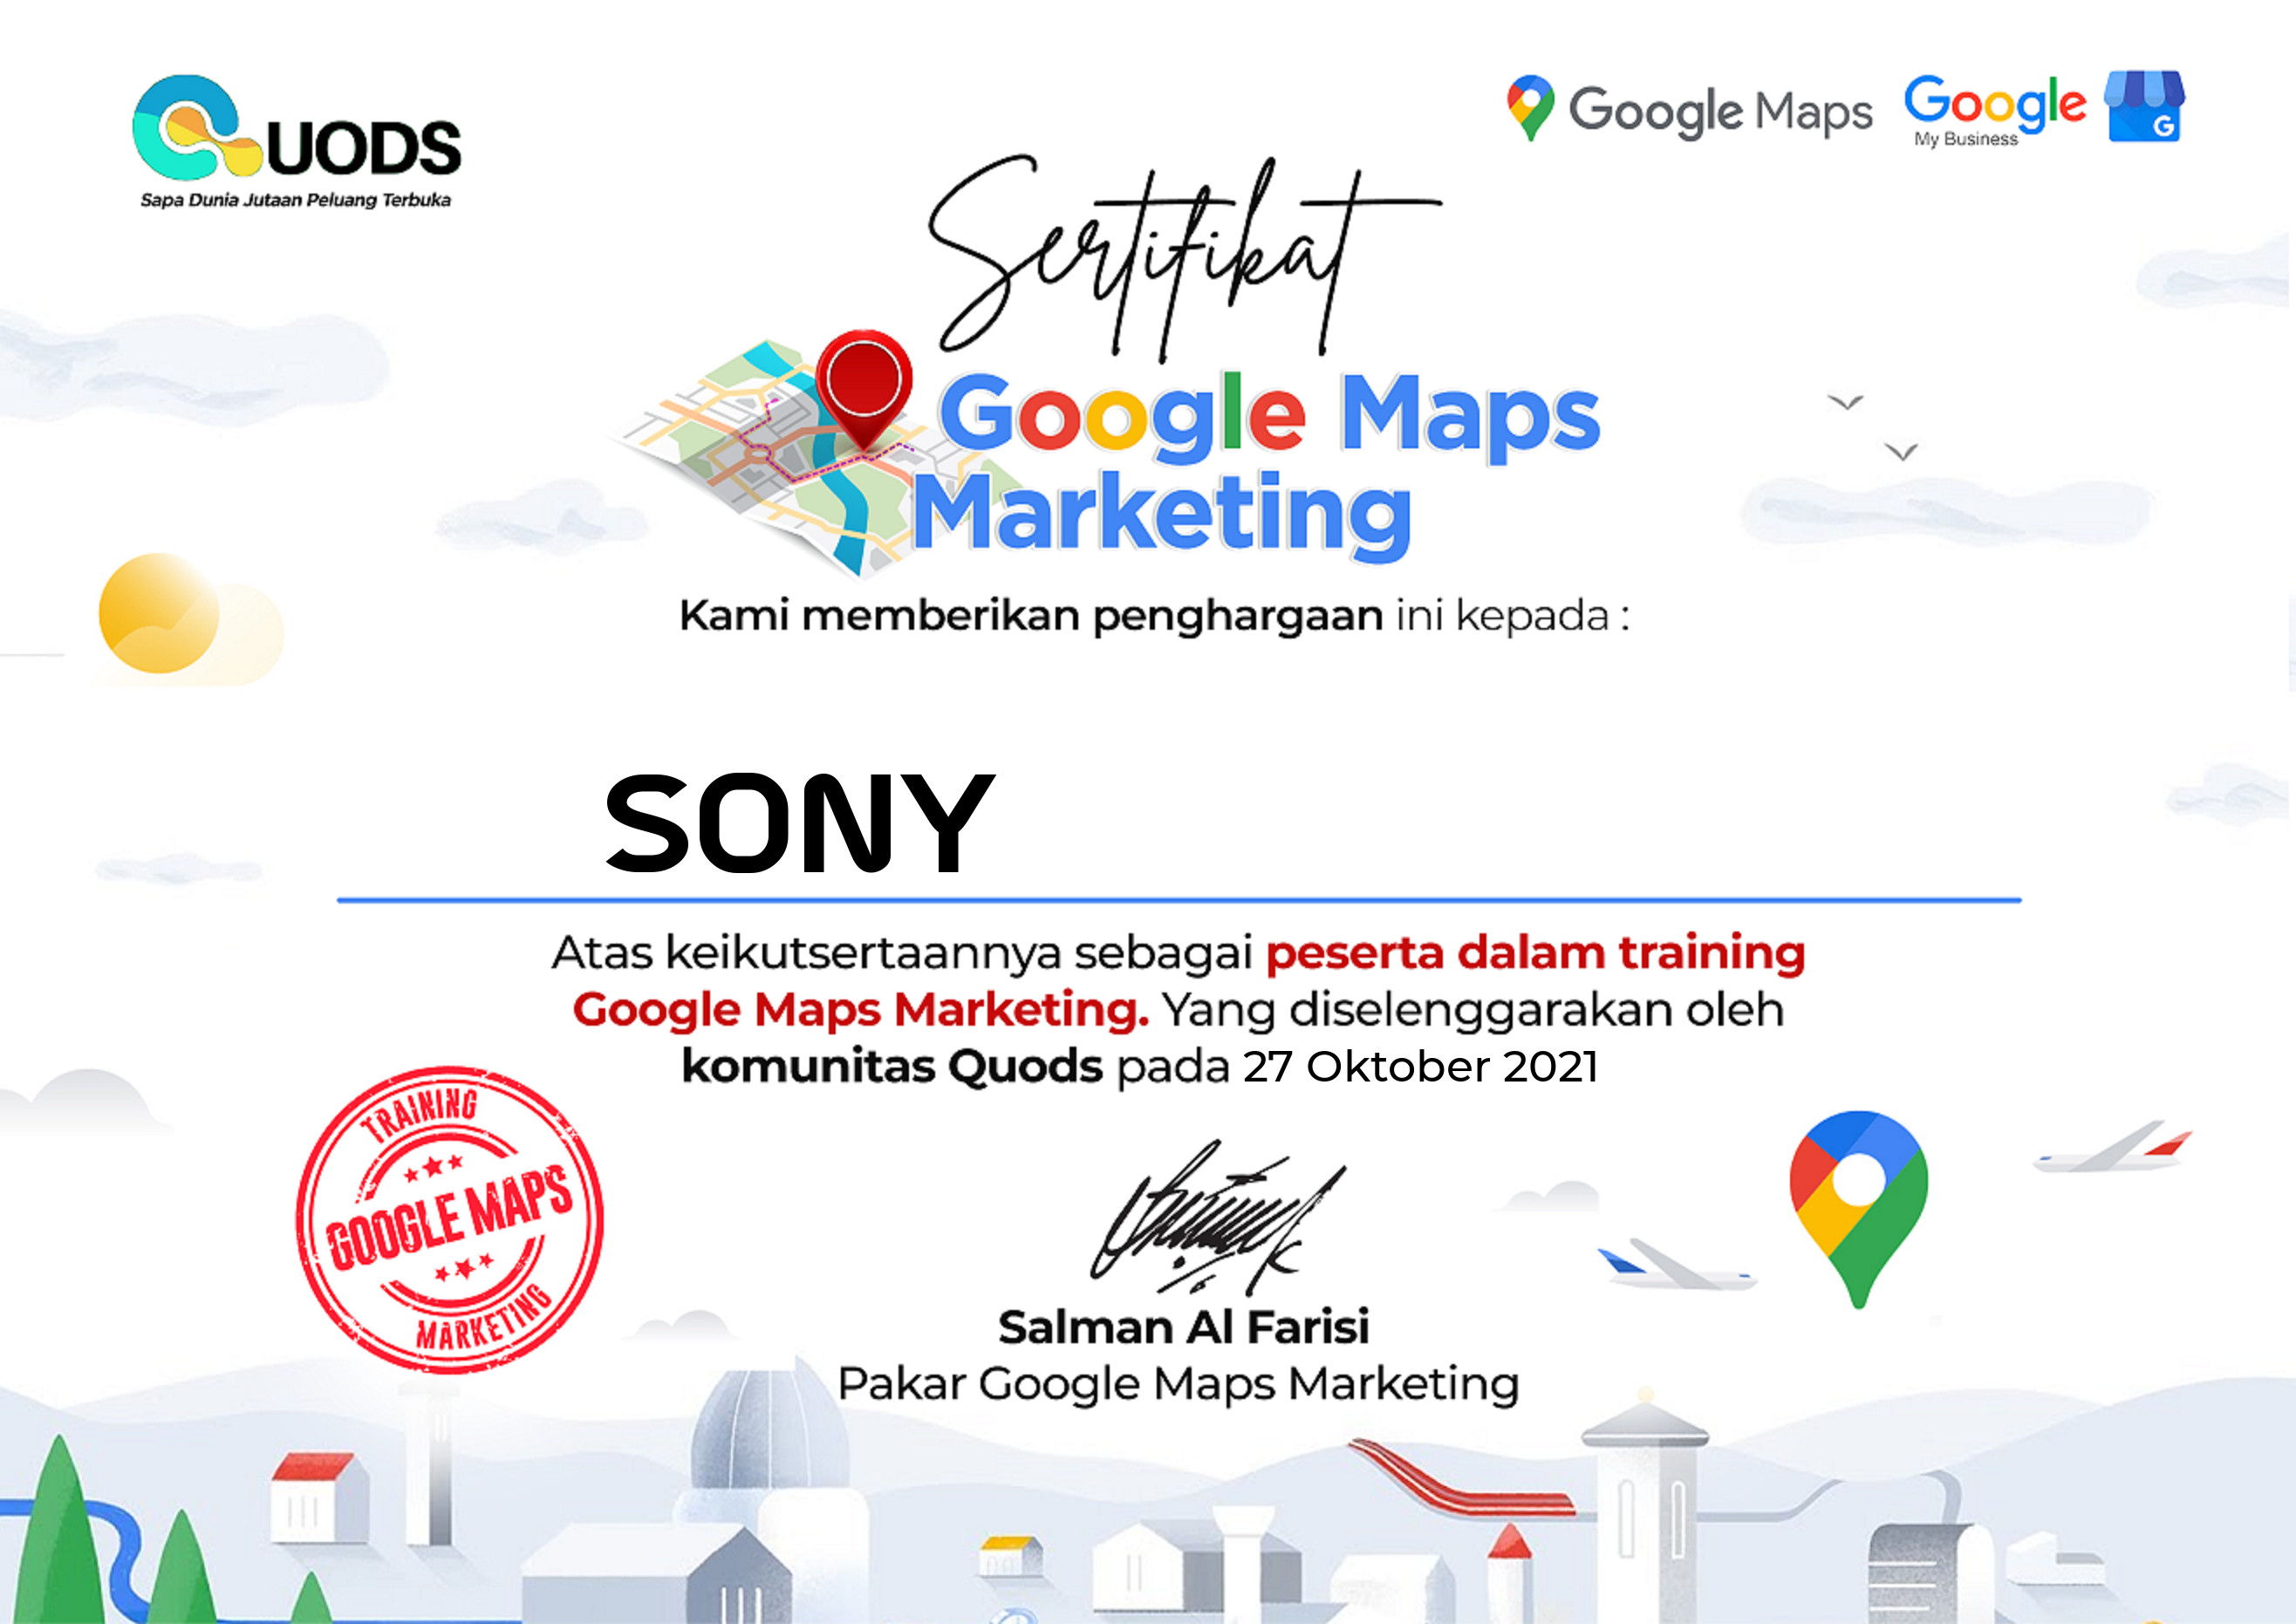 QUODS
Sapa Dunia Jutaan Peluang Terbuka
Google Maps
Google
My Business
G
Sertifikat
Google Maps
Marketing
Kami memberikan penghargaan ini kepada :
SONY
Atas keikutsertaannya sebagai peserta dalam training
Google Maps Marketing. Yang diselenggarakan oleh
komunitas Quods pada 27 Oktober 2021
TRAINING
GOOGLE MAPS
MARKETING
Salman Al Farisi
Pakar Google Maps Marketing